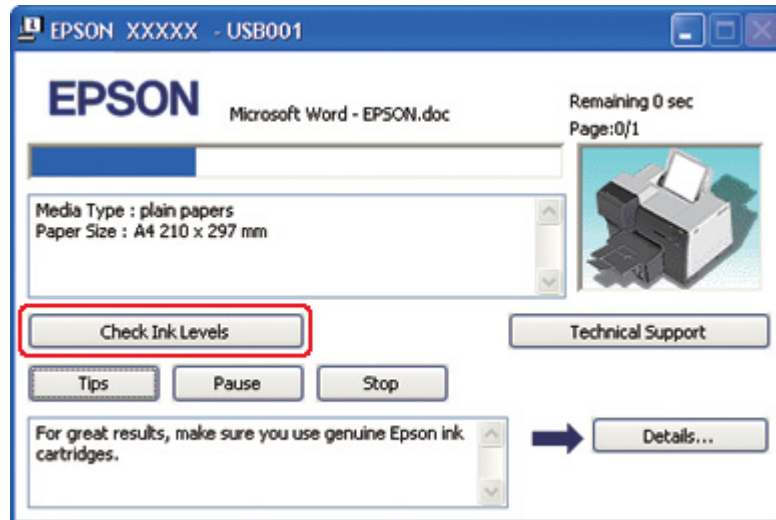 EPSON XXXXX - USB001
EPSON
Microsoft Word - EPSON.doc
Remaining 0 sec
Page:0/1
Media Type : plain papers
Paper Size : A4 210 x 297 mm
Check Ink Levels
Technical Support
Tips
Pause
Stop
For great results, make sure you use genuine Epson ink
cartridges.
Details...